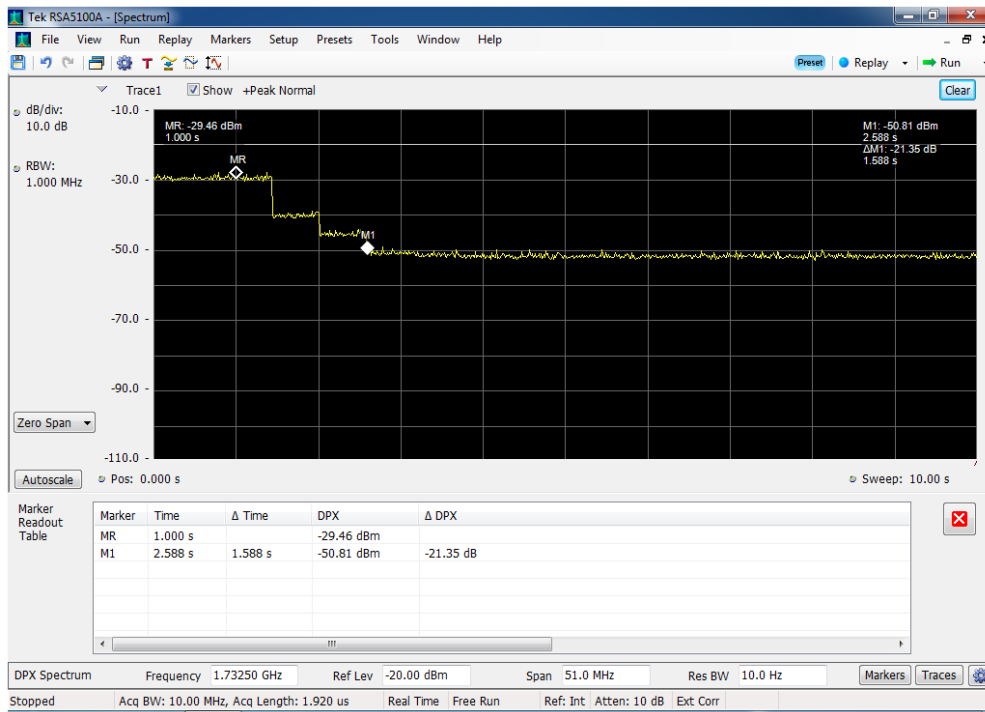 Tek RSA5100A - [Spectrum]
File View Run Replay Markers Setup Presets Tools Window Help
T Preset Replay Run
Trace1 Show +Peak Normal Clear
dB/div:
10.0 dB
RBW:
1.000 MHz
-10.0 -
-30.0 -
-50.0 -
-70.0 -
-90.0 -
-110.0 -
MR: -29.46 dBm
1.000 s
MR
M1
M1: -50.81 dBm
2.588 s
ΔM1: -21.35 dB
1.588 s
Zero Span
Autoscale Pos: 0.000 s Sweep: 10.00 s
Marker
Readout
Table
Marker Time Δ Time DPX Δ DPX
MR 1.000 s -29.46 dBm
M1 2.588 s 1.588 s -50.81 dBm -21.35 dB
DPX Spectrum Frequency 1.73250 GHz Ref Lev -20.00 dBm Span 51.0 MHz Res BW 10.0 Hz Markers Traces
Stopped Acq BW: 10.00 MHz, Acq Length: 1.920 us Real Time Free Run Ref: Int Atten: 10 dB Ext Corr